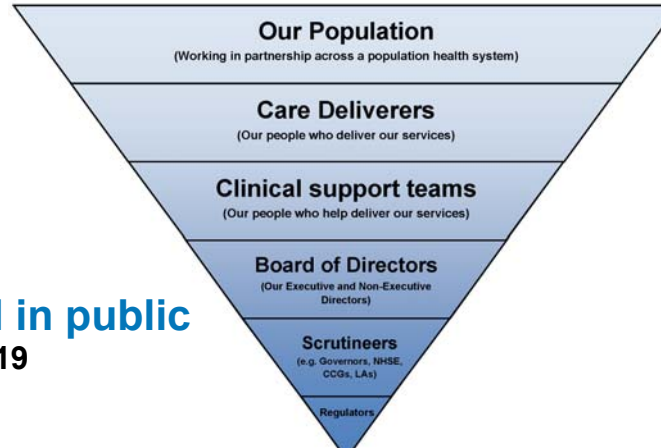 Our Population
(Working in partnership across a population health system)
Care Deliverers
(Our people who deliver our services)
Clinical support teams
(Our people who help deliver our services)
Board of Directors
(Our Executive and Non-Executive
Directors)
in public
19
Scrutineers
(e.g. Governors, NHSE,
CCGs, LAs)
Regulators